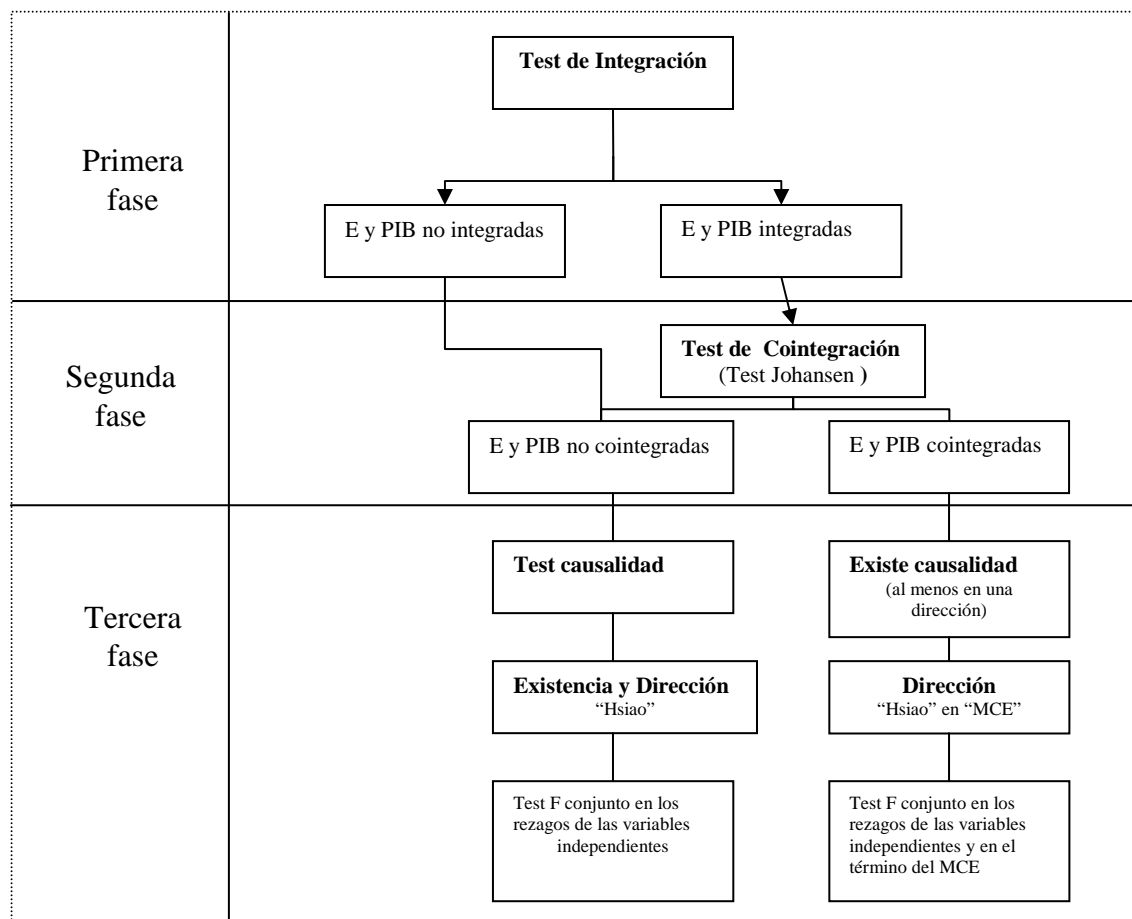 Test de Integración
Primera
fase
E y PIB no integradas
E y PIB integradas
Segunda
fase
Test de Cointegración
(Test Johansen )
E y PIB no cointegradas
E y PIB cointegradas
Tercera
fase
Test causalidad
Existe causalidad
(al menos en una
dirección)
Existencia y Dirección
“Hsiao”
Dirección
“Hsiao” en “MCE”
Test F conjunto en los
rezagos de las variables
independientes
Test F conjunto en los
rezagos de las variables
independientes y en el
término del MCE